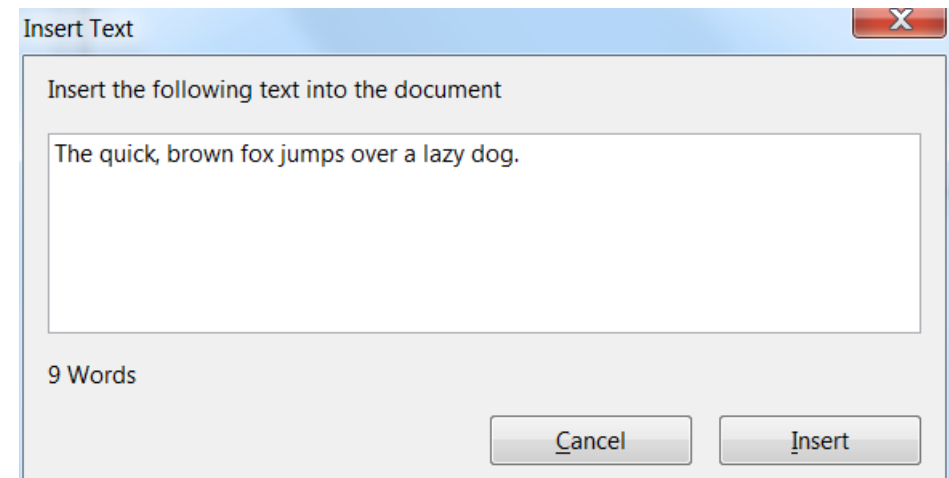 Insert Text
X
Insert the following text into the document
The quick, brown fox jumps over a lazy dog.
9 Words
Cancel Insert